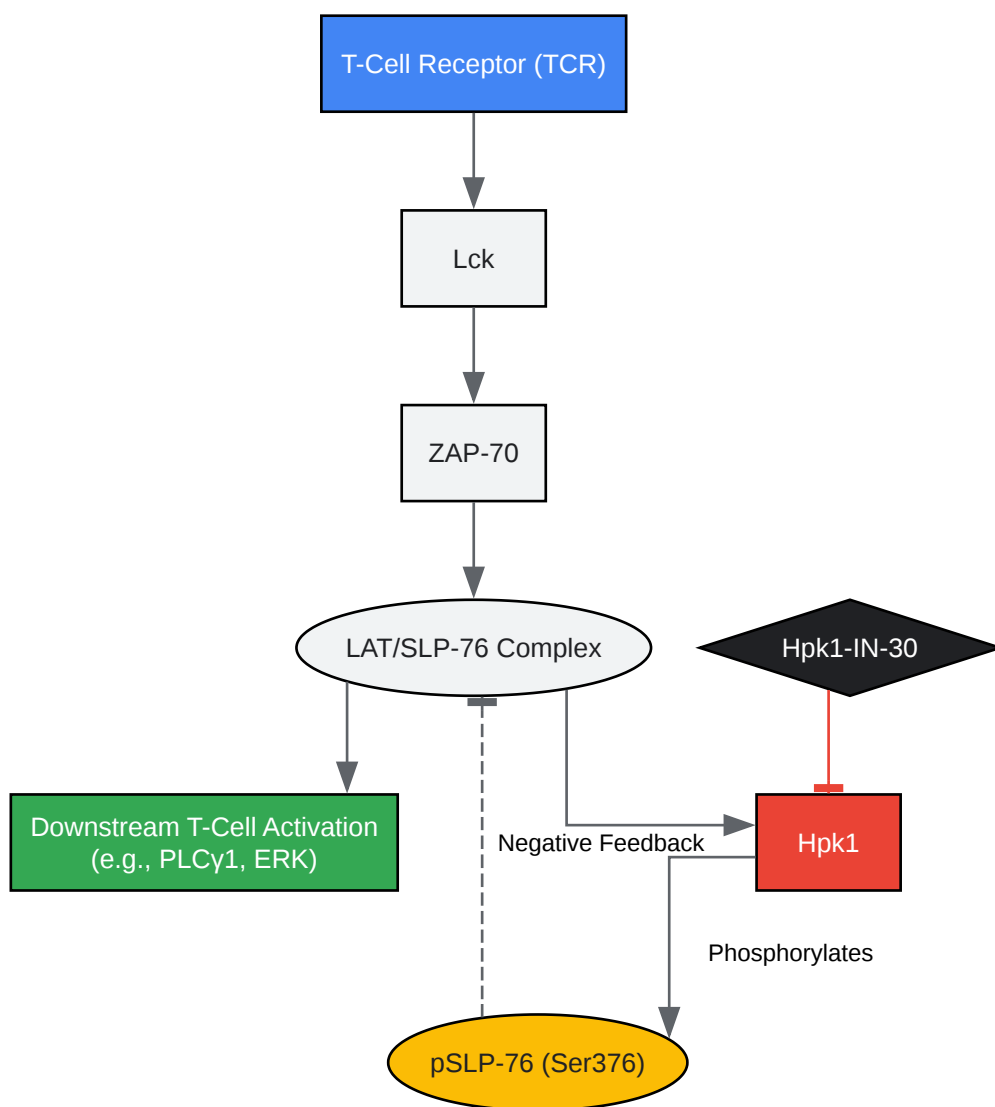 T-Cell Receptor (TCR)
Lck
ZAP-70
LAT/SLP-76 Complex
Hpk1-IN-30
Downstream T-Cell Activation
(e.g., PLCγ1, ERK)
Negative Feedback
Hpk1
Phosphorylates
pSLP-76 (Ser376)